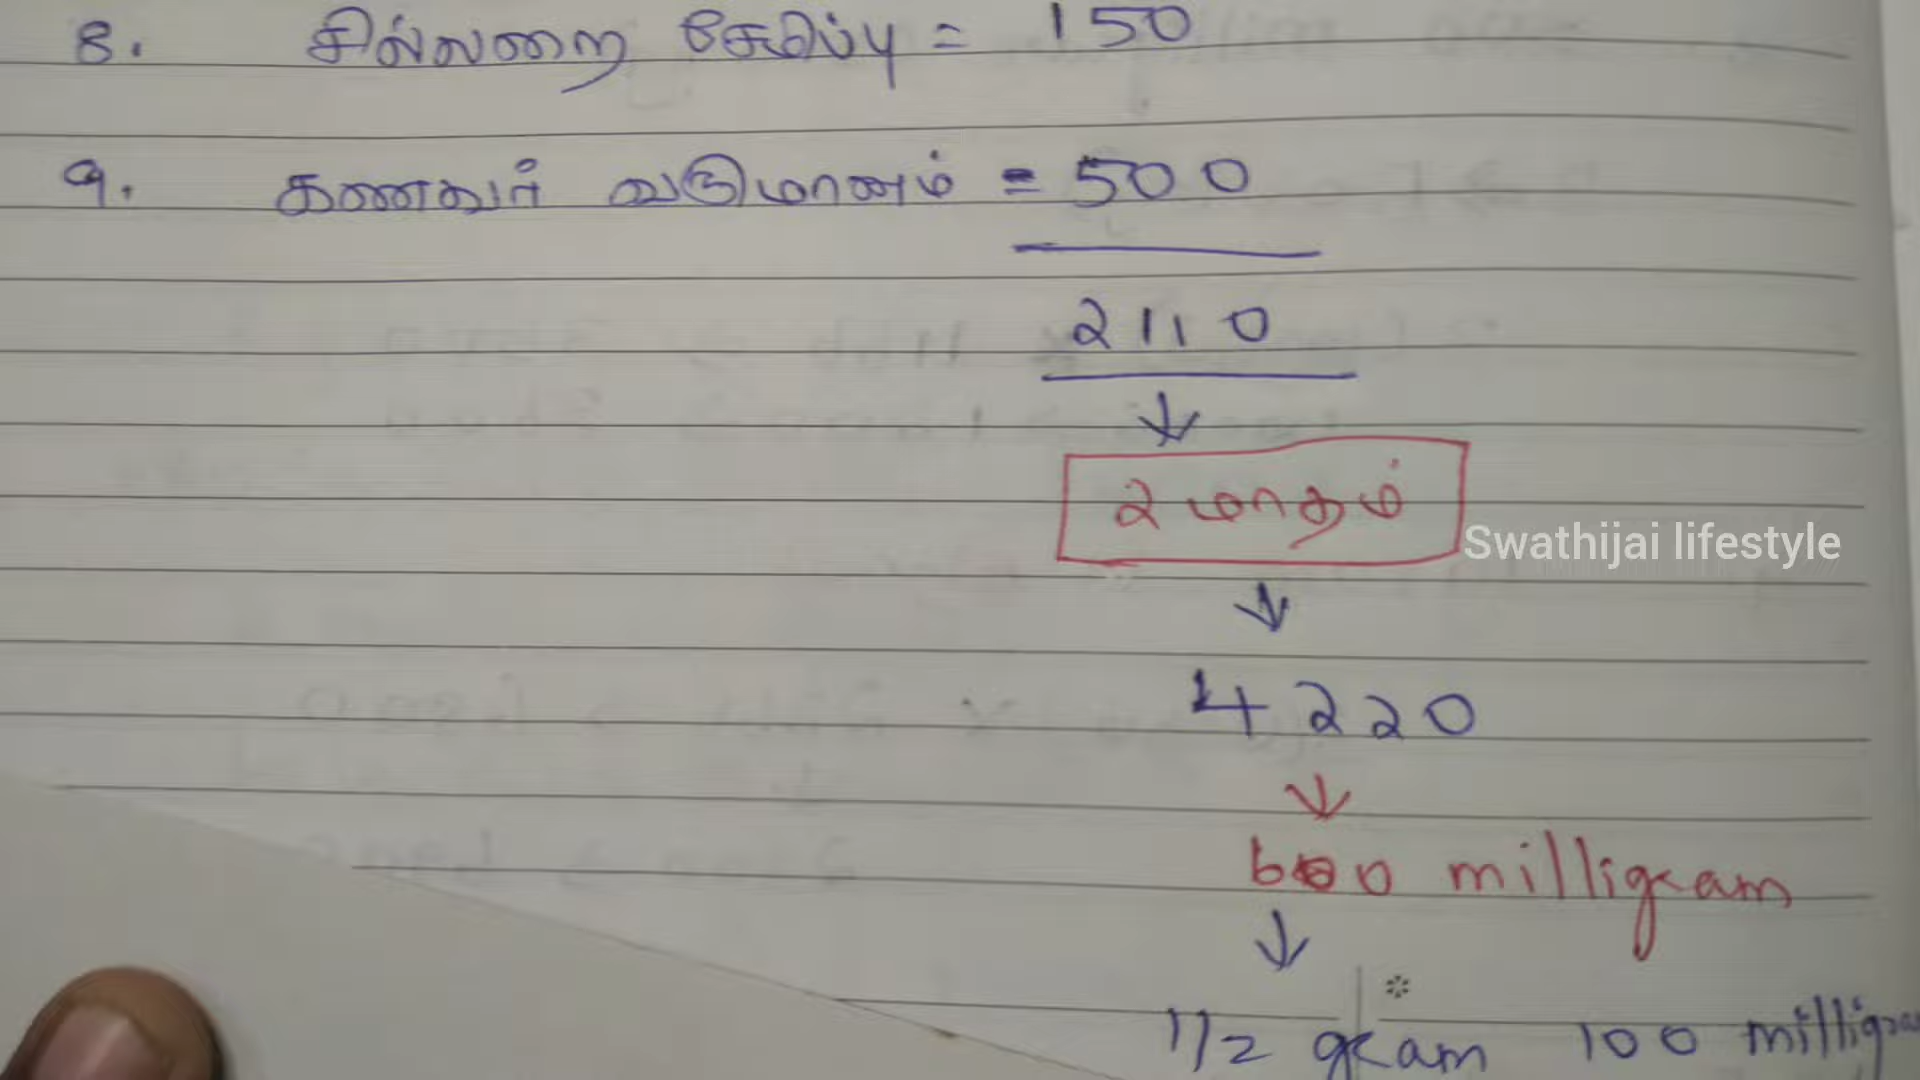 8. சில்லறை சேமிப்பு = 150
9. கணவர் வருமானம் = 500
2110
↓
2 மாதம்
Swathijai lifestyle
↓
4220
↓
600 milligram
↓
1/2 gram 100 milligram